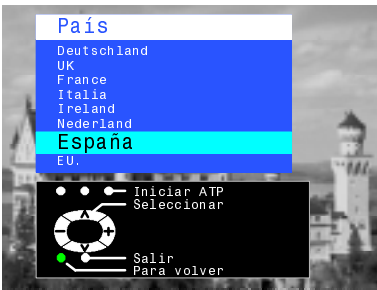 País
Deutschland
UK
France
Italia
Ireland
Nederland
España
EU.
Iniciar ATP
Seleccionar
Salir
Para volver